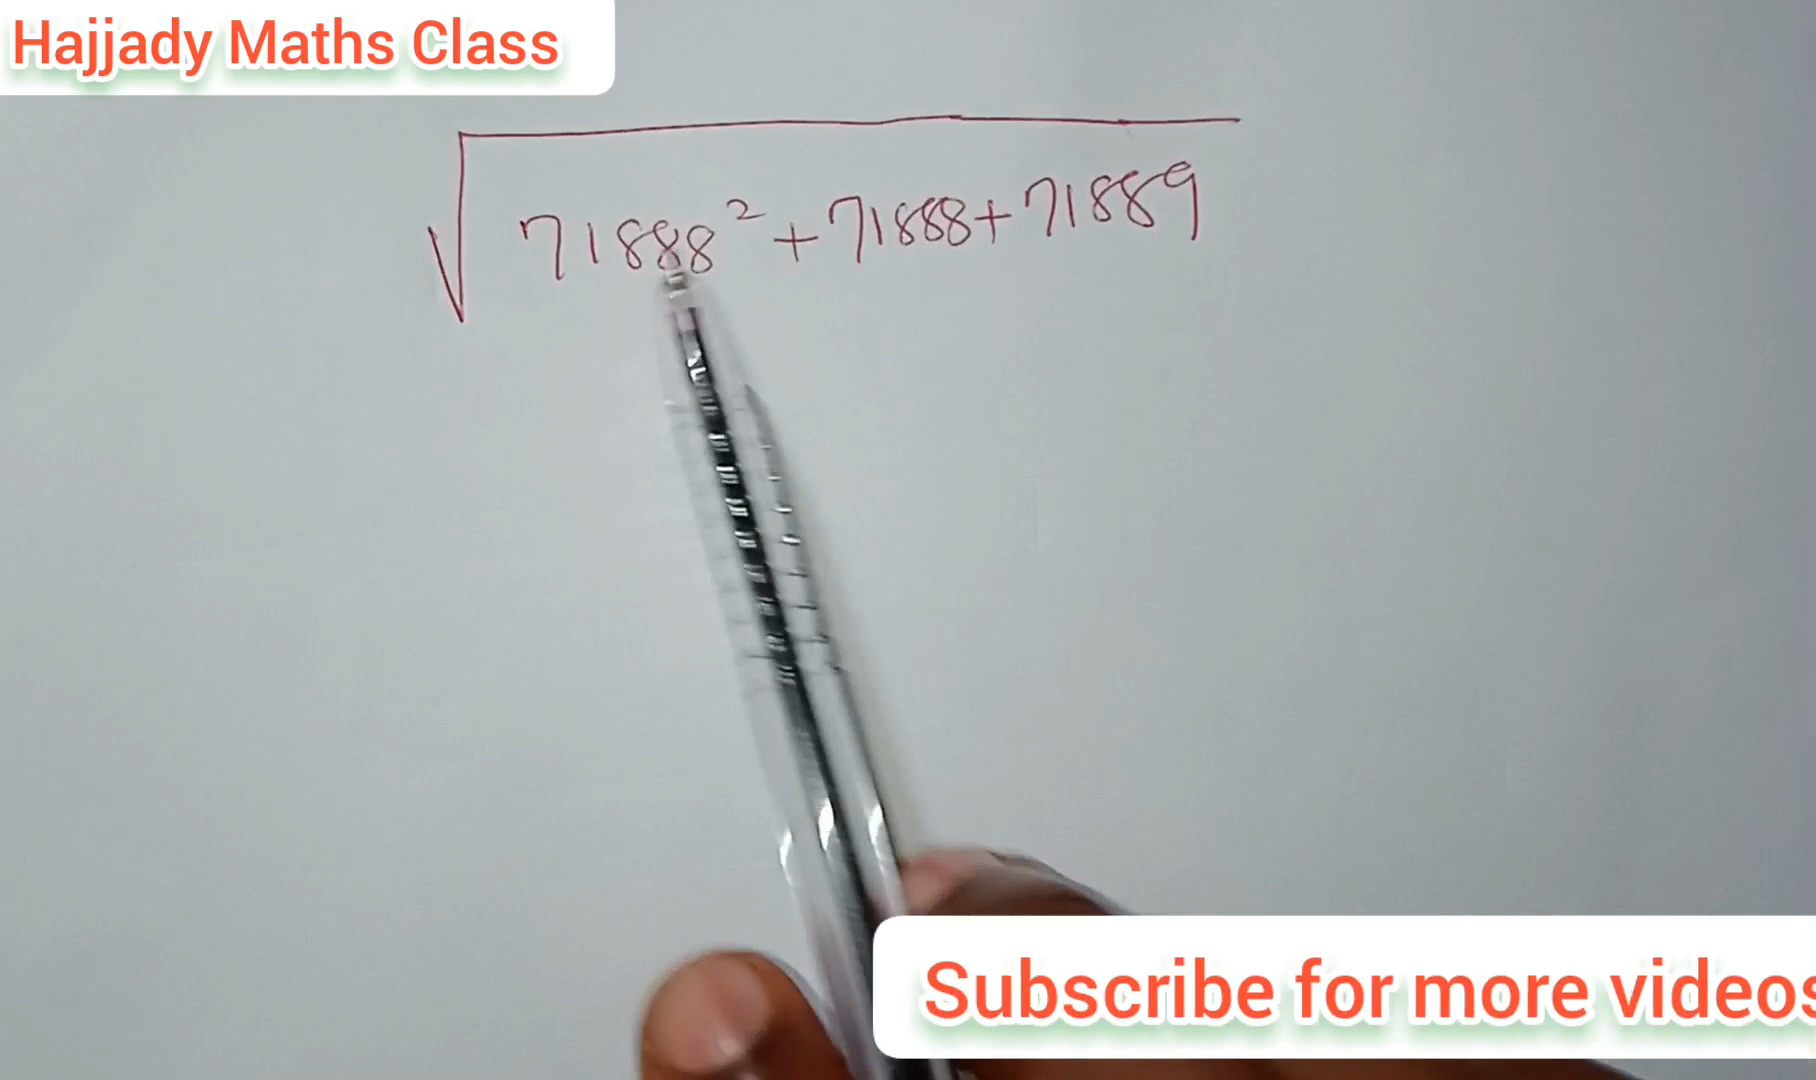 Hajjady Maths Class
√71888² + 71888 + 71889
Subscribe for more videos